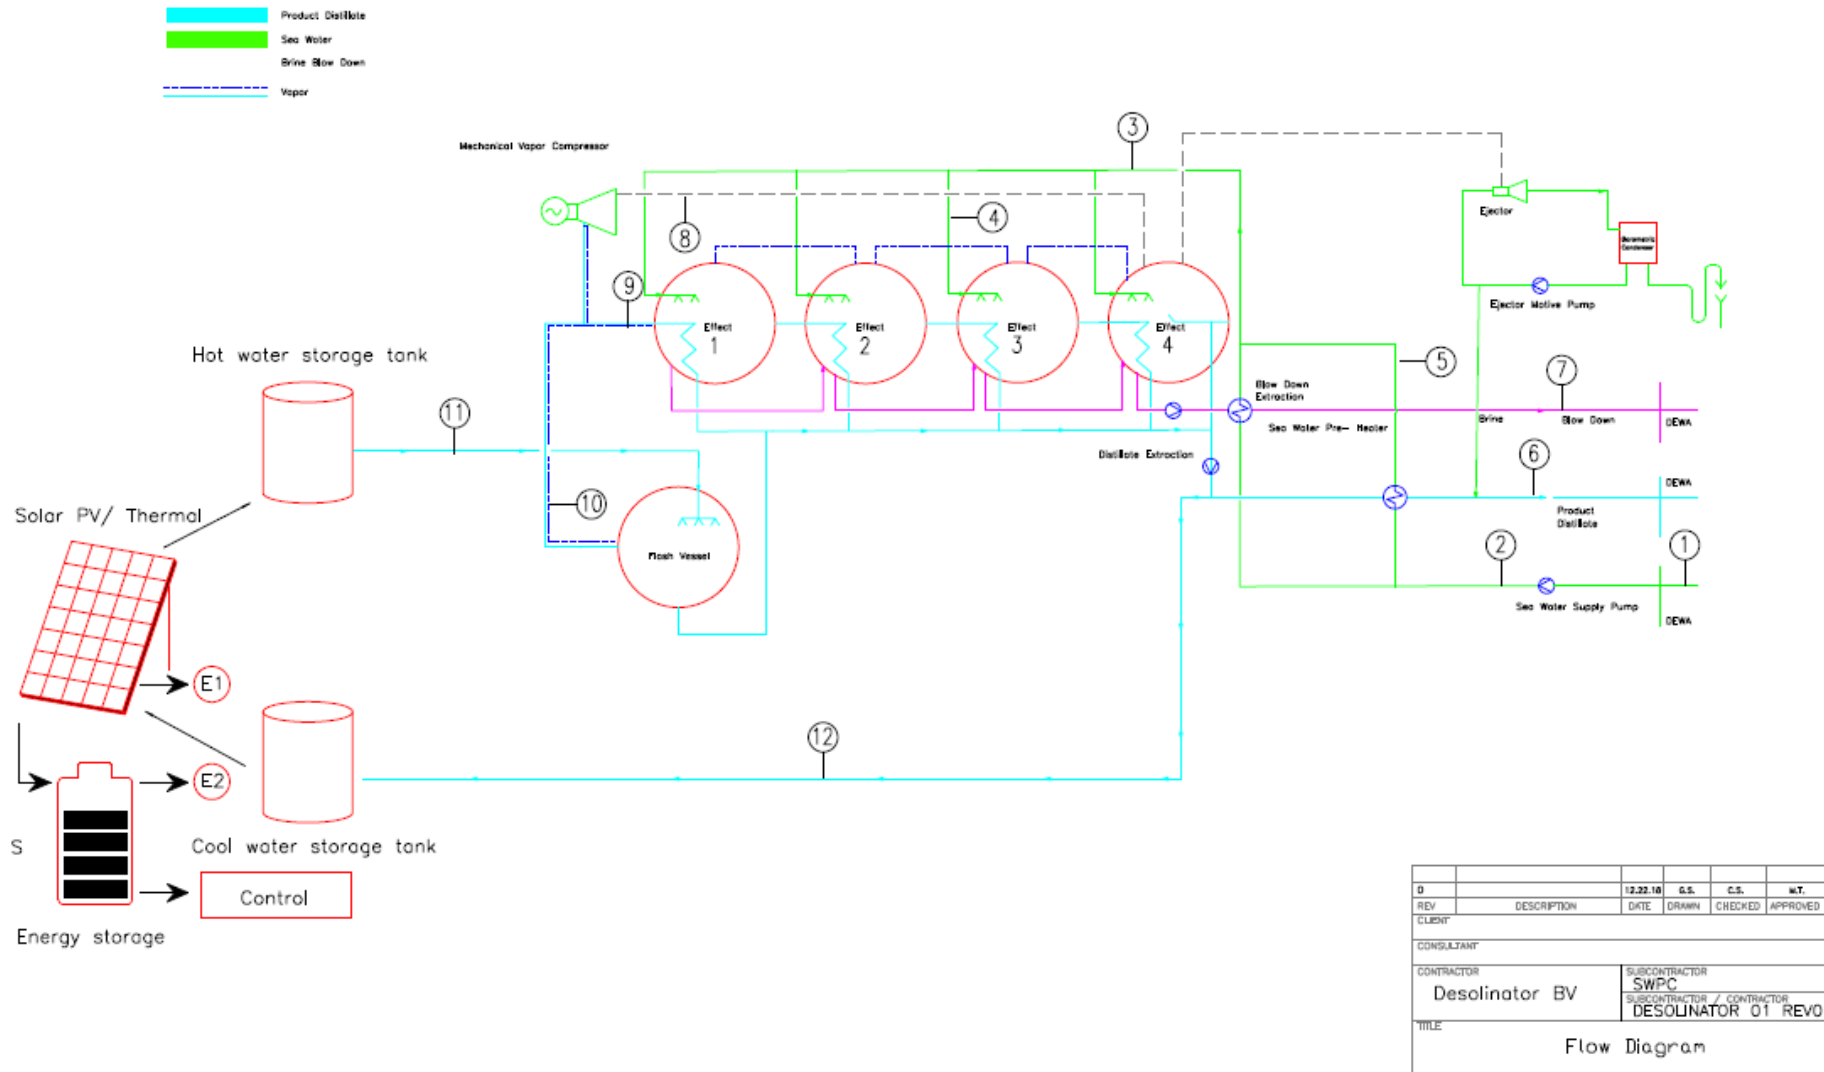 Product Distillate
Sea Water
Brine Blow Down
Vapor
Mechanical Vapor Compressor
3
4
8
9
Ejector
Barometric
Condenser
Ejector Motive Pump
Effect
1
Effect
2
Effect
3
Effect
4
5
7
Hot water storage tank
11
Blow Down
Extraction
Sea Water Pre- Heater
Brine
Blow Down
DEWA
Distillate Extraction
6
DEWA
10
Product
Distillate
Solar PV/ Thermal
Flash Vessel
2
1
Sea Water Supply Pump
DEWA
E1
12
E2
S
Cool water storage tank
Control
Energy storage
0
12.22.18
G.S.
C.S.
M.T.
REV
DESCRIPTION
DATE
DRAWN
CHECKED
APPROVED
CLIENT
CONSULTANT
CONTRACTOR
Desolinator BV
SUBCONTRACTOR
SWPC
SUBCONTRACTOR / CONTRACTOR
DESOLINATOR 01 REV0
TITLE
Flow Diagram